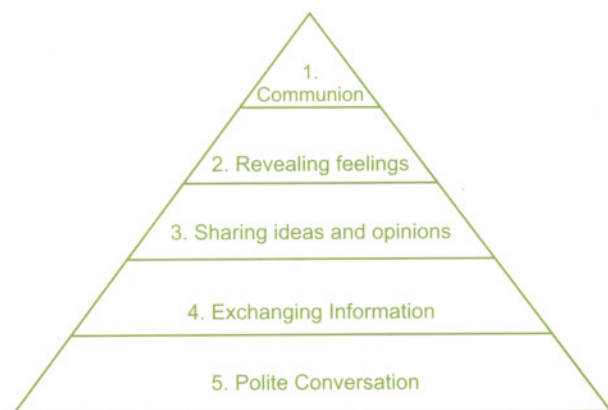 1.
Communion
2. Revealing feelings
3. Sharing ideas and opinions
4. Exchanging Information
5. Polite Conversation